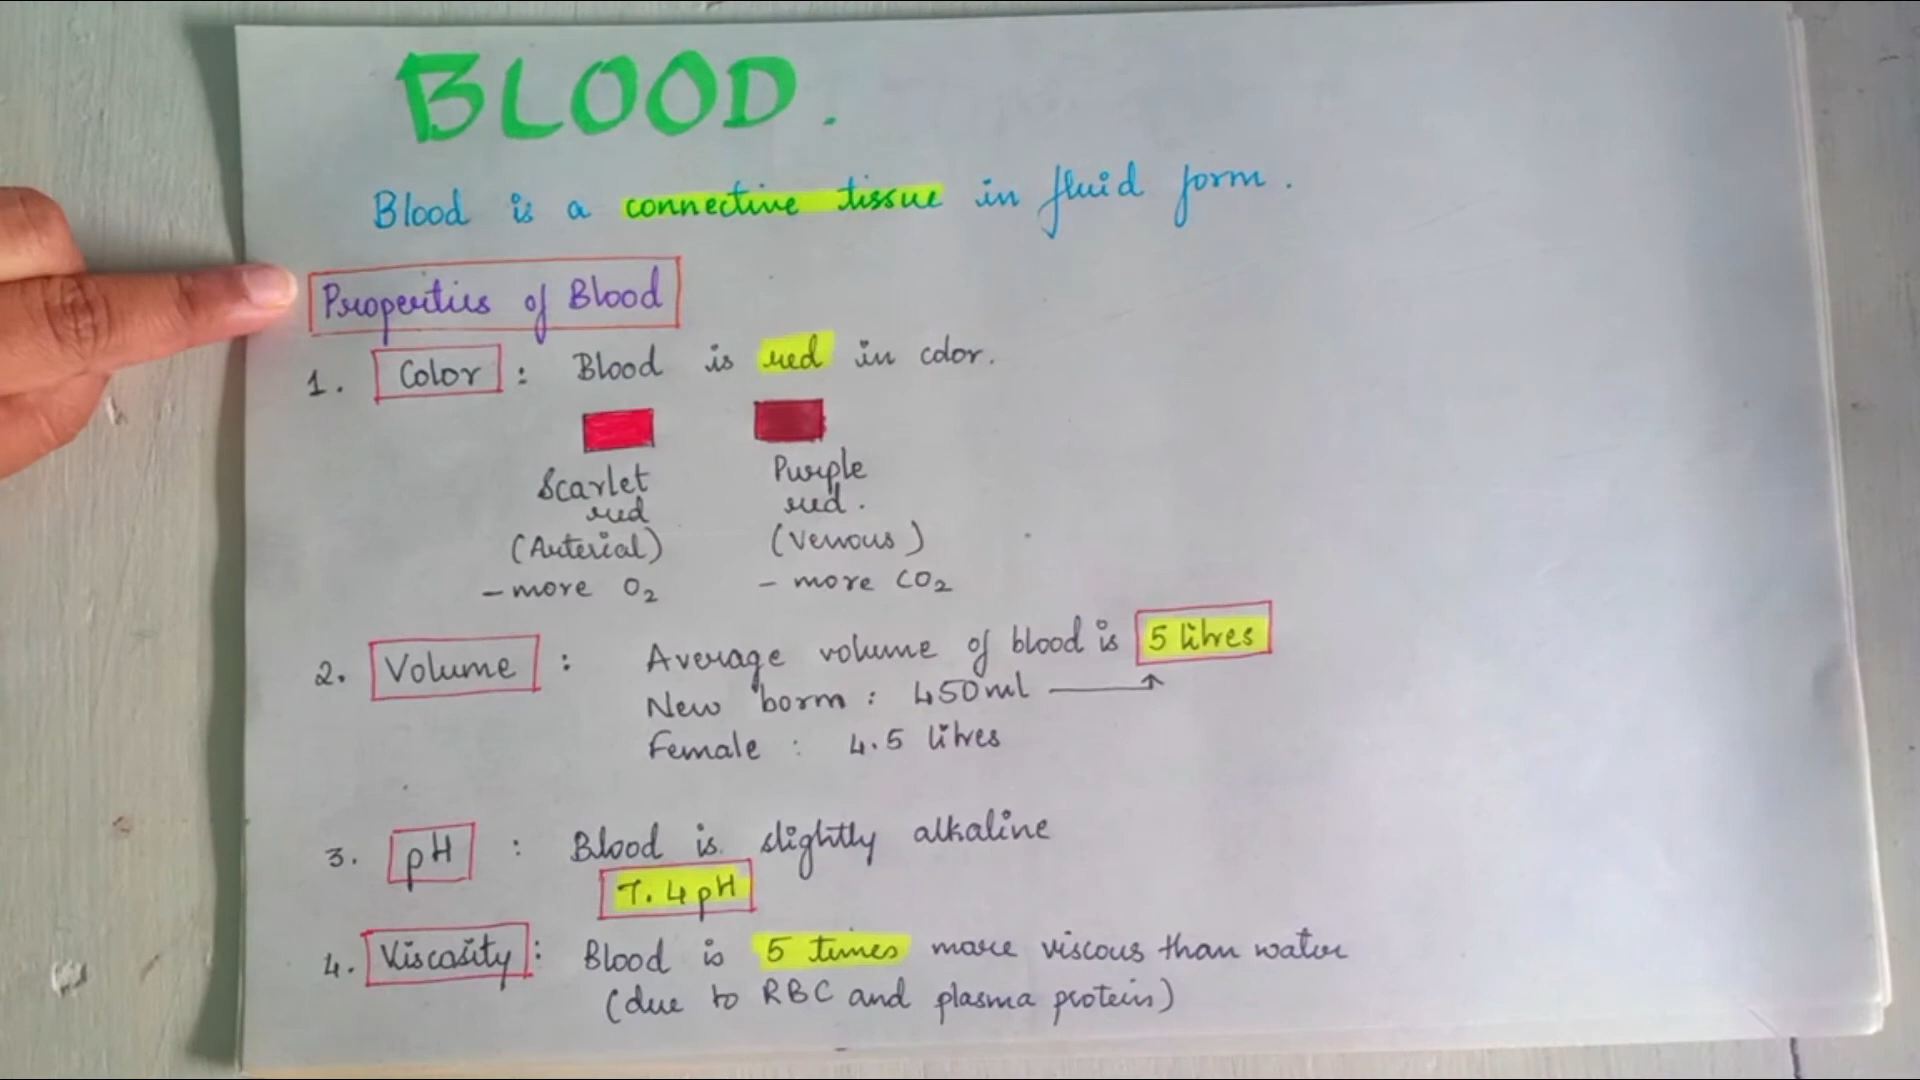 BLOOD.
Blood is a connective tissue in fluid form.
Properties of Blood
1. Color : Blood is red in color.
Scarlet red (Arterial) - more O₂
Purple red. (Venous) - more CO₂
2. Volume : Average volume of blood is 5 litres
New born : 450ml
Female : 4.5 litres
3. pH : Blood is slightly alkaline
7.4 pH
4. Viscosity : Blood is 5 times more viscous than water
(due to RBC and plasma protein)